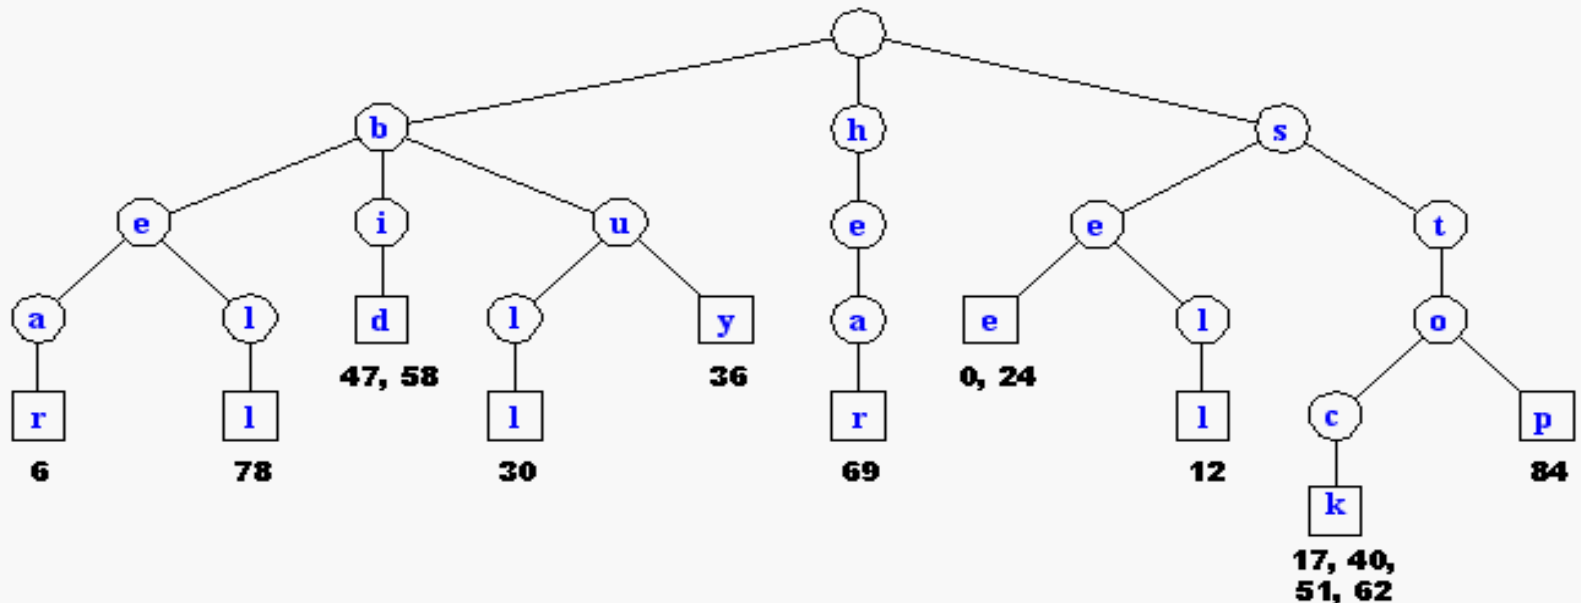 b h s
e i u e e t
a l d l y a e l o
47, 58 36 0, 24
r l l r l c p
6 78 30 69 12 84
k
17, 40,
51, 62